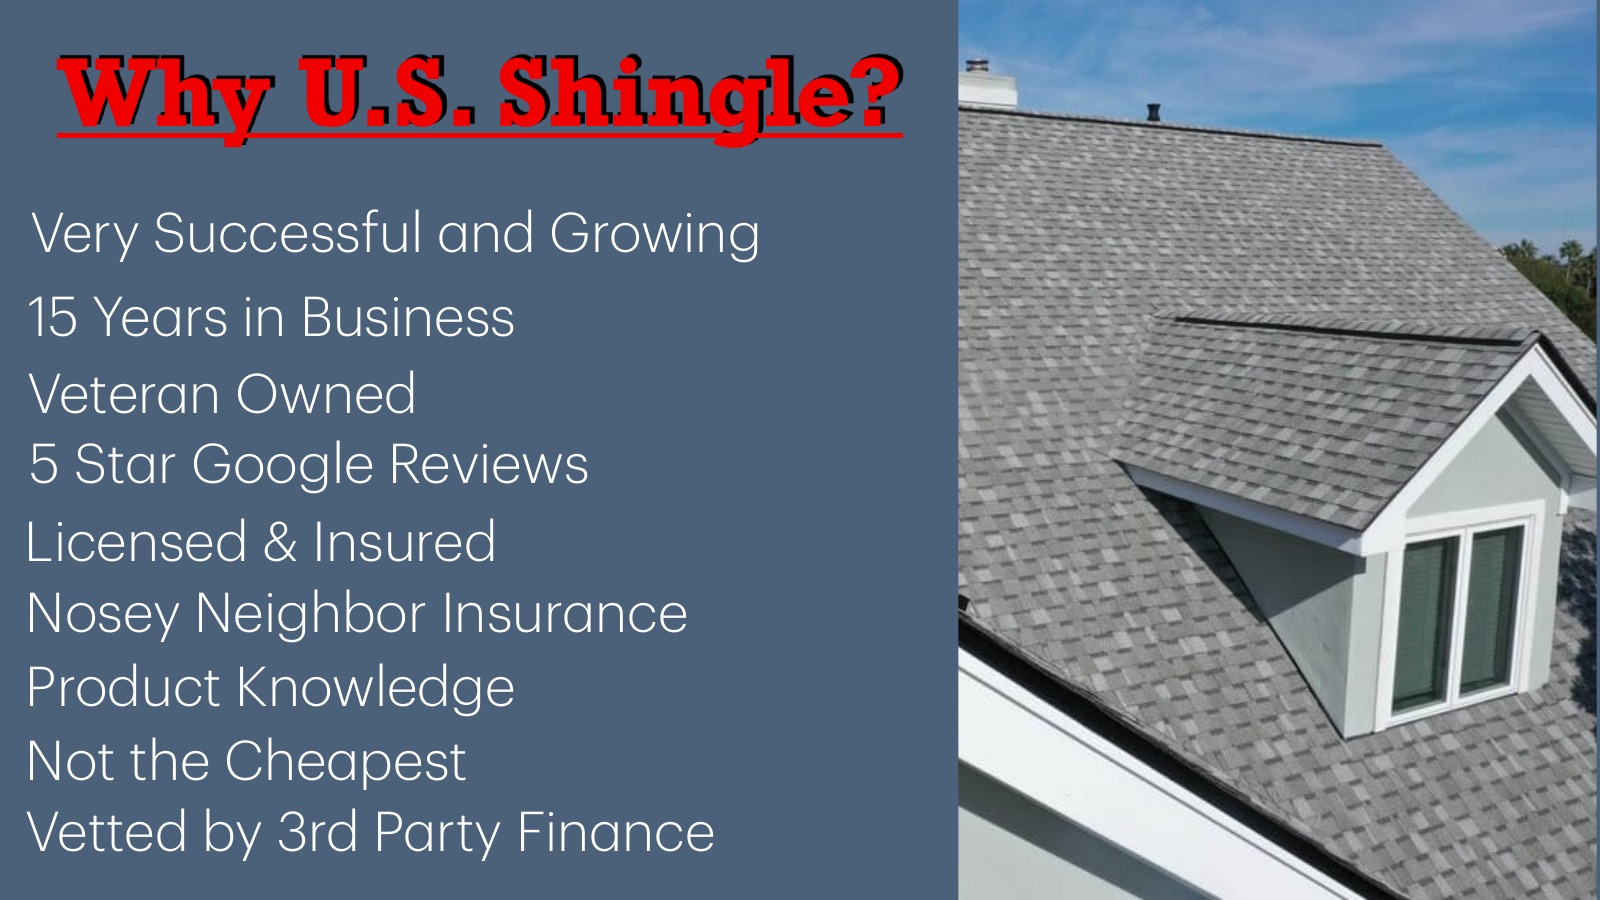 Why U.S. Shingle?
Very Successful and Growing
15 Years in Business
Veteran Owned
5 Star Google Reviews
Licensed & Insured
Nosey Neighbor Insurance
Product Knowledge
Not the Cheapest
Vetted by 3rd Party Finance